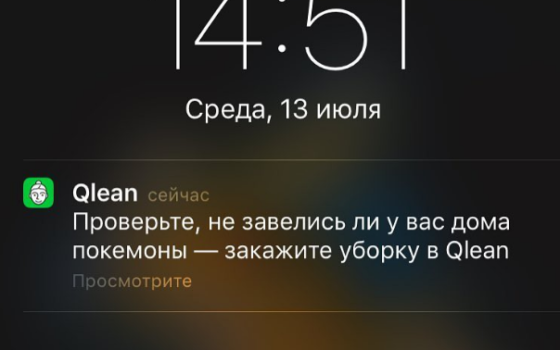 14:51
Среда, 13 июля
Qlean сейчас
Проверьте, не завелись ли у вас дома
покемоны — закажите уборку в Qlean
Просмотрите